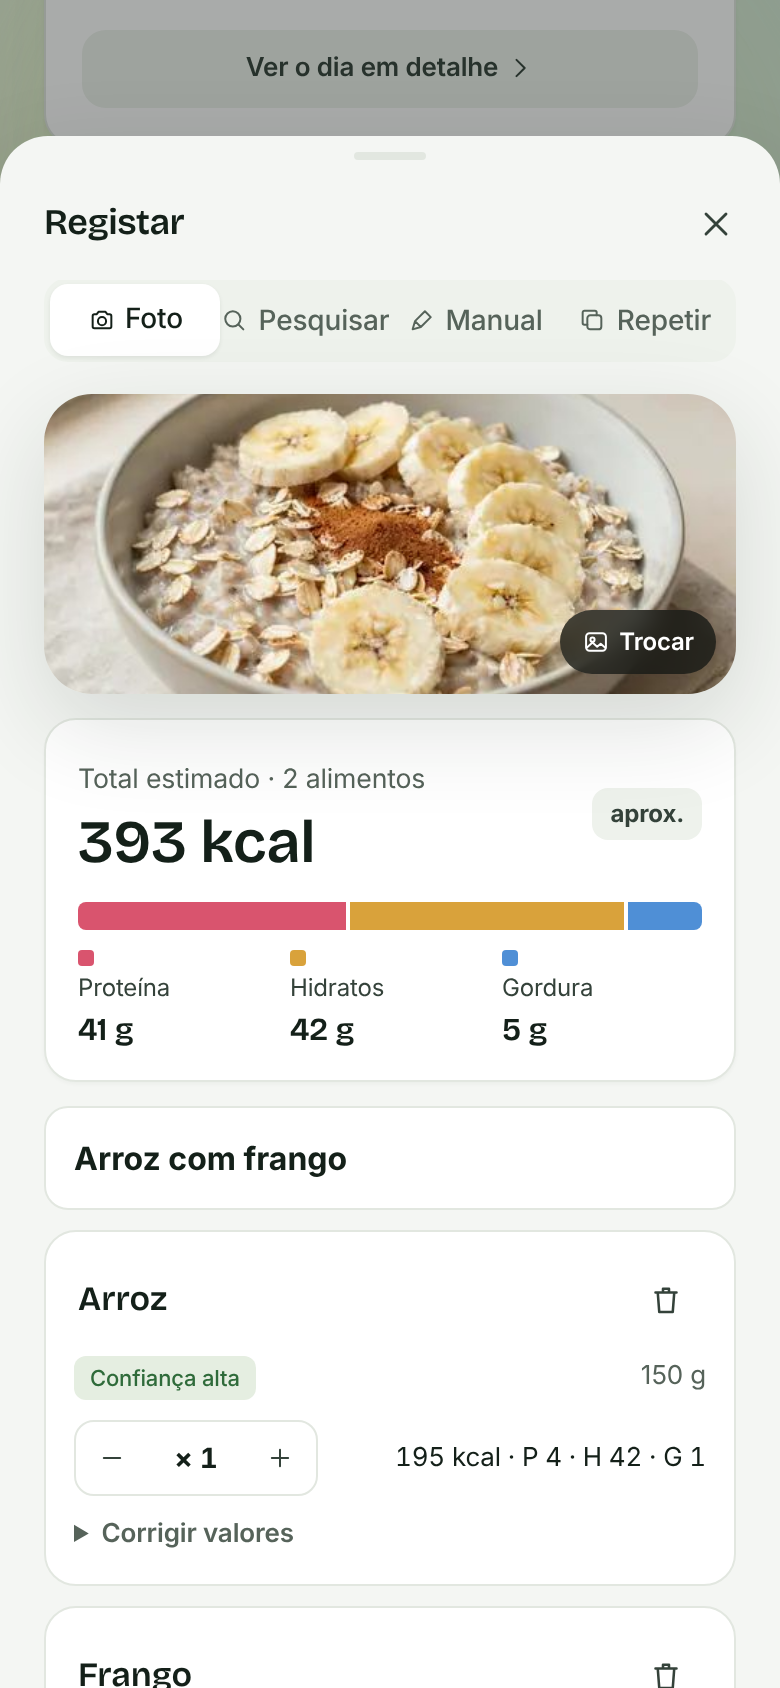 Ver o dia em detalhe
Registar
Foto
Pesquisar
Manual
Repetir
Trocar
Total estimado · 2 alimentos
393 kcal
aprox.
Proteína
Hidratos
Gordura
41 g
42 g
5 g
Arroz com frango
Arroz
Confiança alta
150 g
− × 1 +
195 kcal · P 4 · H 42 · G 1
Corrigir valores
Frango